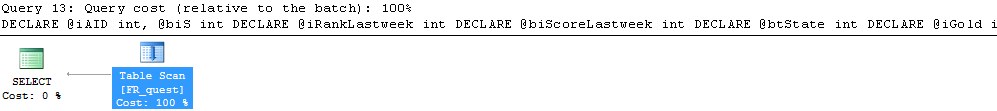 Query 13: Query cost (relative to the batch): 100%
DECLARE @iAID int, @biS int DECLARE @iRankLastweek int DECLARE @biScoreLastweek int DECLARE @btState int DECLARE @iGold i
Table Scan
SELECT
[FR_quest]
Cost: 0 %
Cost: 100 %